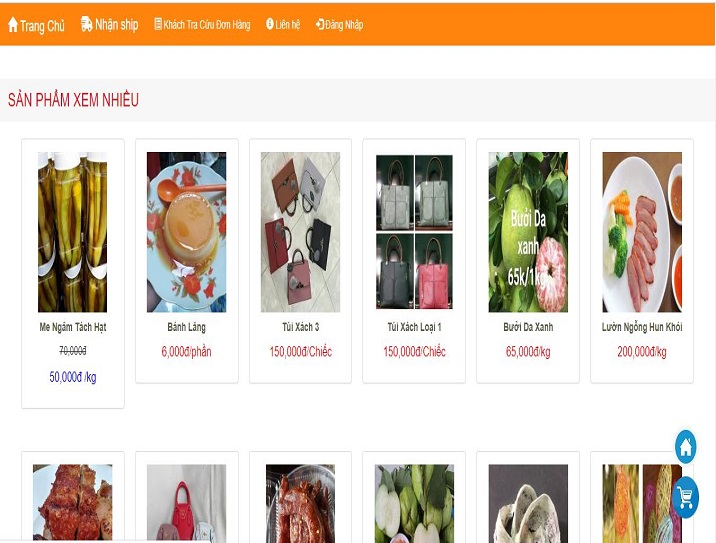 Trang Chủ Nhận ship Khách Tra Cứu Đơn Hàng Liên hệ Đăng Nhập
SẢN PHẨM XEM NHIỀU
Bưởi Da
xanh
65k/1kg
Me Ngâm Tách Hạt Bánh Lăng Túi Xách 3 Túi Xách Loại 1 Bưởi Da Xanh Lườn Ngỗng Hun Khói
70,000đ 6,000đ/phần 150,000đ/Chiếc 150,000đ/Chiếc 65,000đ/kg 200,000đ/kg
50,000đ /kg